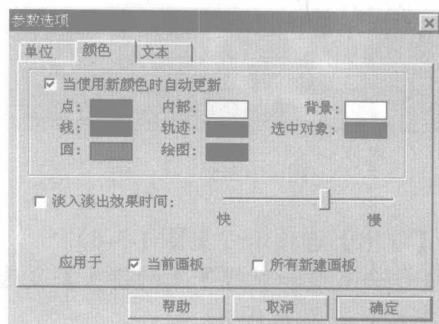 参数选项
单位 颜色 文本
当使用新颜色时自动更新
点: 内部: 背景:
线: 轨迹: 选中对象:
圆: 绘图:
淡入淡出效果时间:
快 慢
应用于 当前画板 所有新建画板
帮助 取消 确定